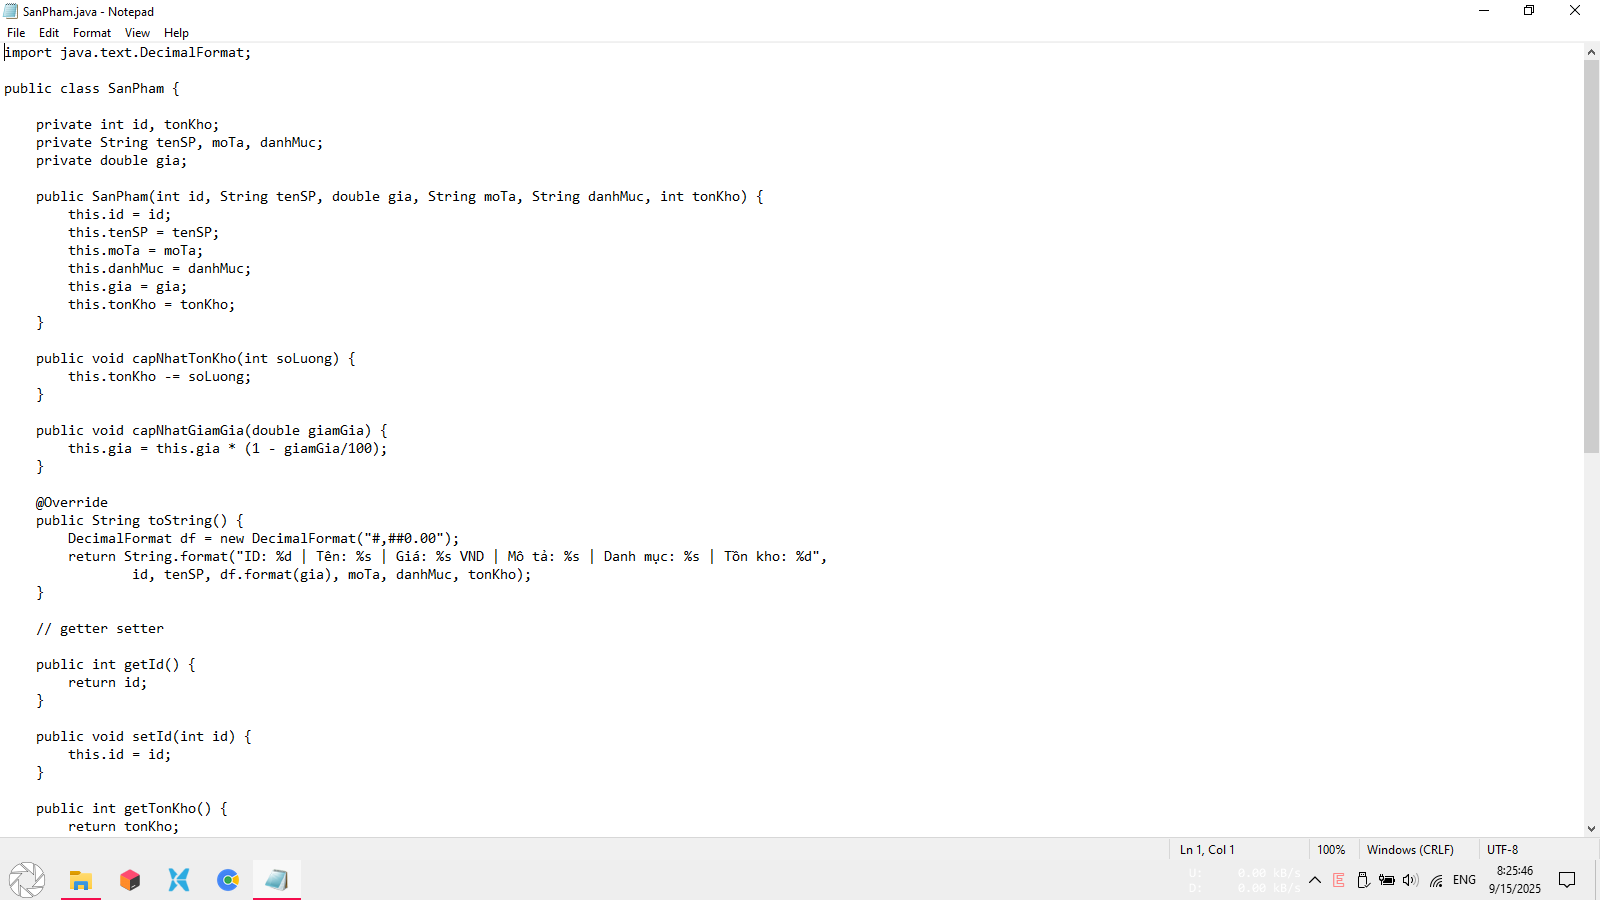 SanPham.java - Notepad
File Edit Format View Help
import java.text.DecimalFormat;
public class SanPham {
private int id, tonKho;
private String tenSP, moTa, danhMuc;
private double gia;
public SanPham(int id, String tenSP, double gia, String moTa, String danhMuc, int tonKho) {
this.id = id;
this.tenSP = tenSP;
this.moTa = moTa;
this.danhMuc = danhMuc;
this.gia = gia;
this.tonKho = tonKho;
}
public void capNhatTonKho(int soLuong) {
this.tonKho -= soLuong;
}
public void capNhatGiamGia(double giamGia) {
this.gia = this.gia * (1 - giamGia/100);
}
@Override
public String toString() {
DecimalFormat df = new DecimalFormat("#,##0.00");
return String.format("ID: %d | Tên: %s | Giá: %s VND | Mô tả: %s | Danh mục: %s | Tồn kho: %d",
id, tenSP, df.format(gia), moTa, danhMuc, tonKho);
}
// getter setter
public int getId() {
return id;
}
public void setId(int id) {
this.id = id;
}
public int getTonKho() {
return tonKho;
Ln 1, Col 1 100% Windows (CRLF) UTF-8
U: 0.00 kB/s
D: 0.00 kB/s
E
ENG
8:25:46
9/15/2025